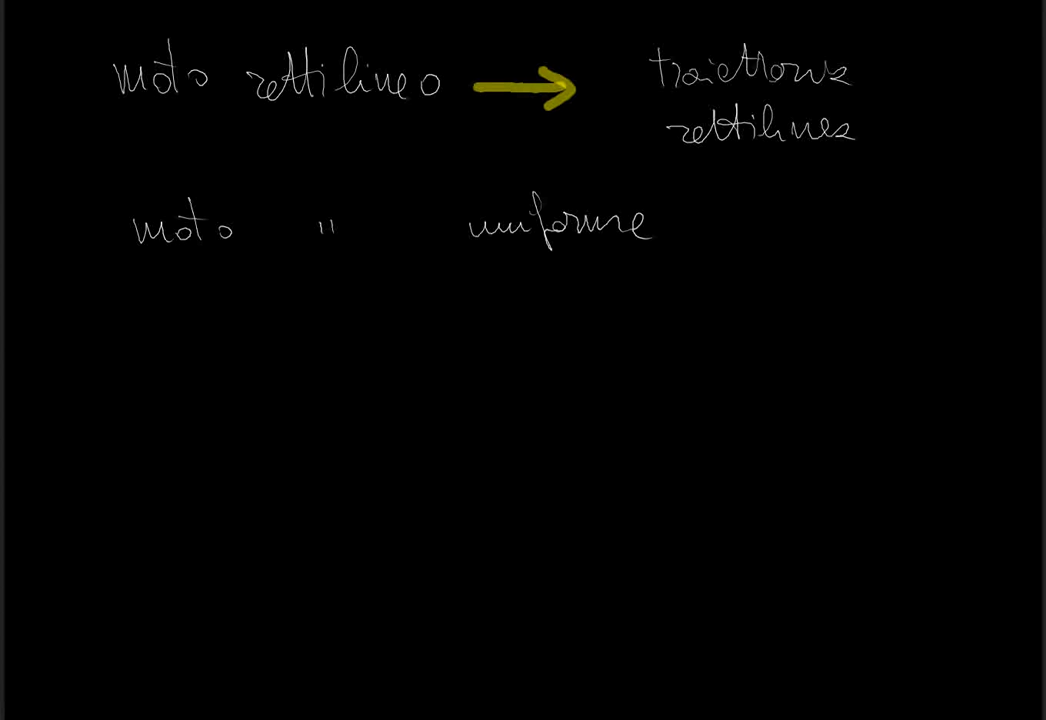 moto rettilineo → traiettoria
rettilinea
moto " uniforme